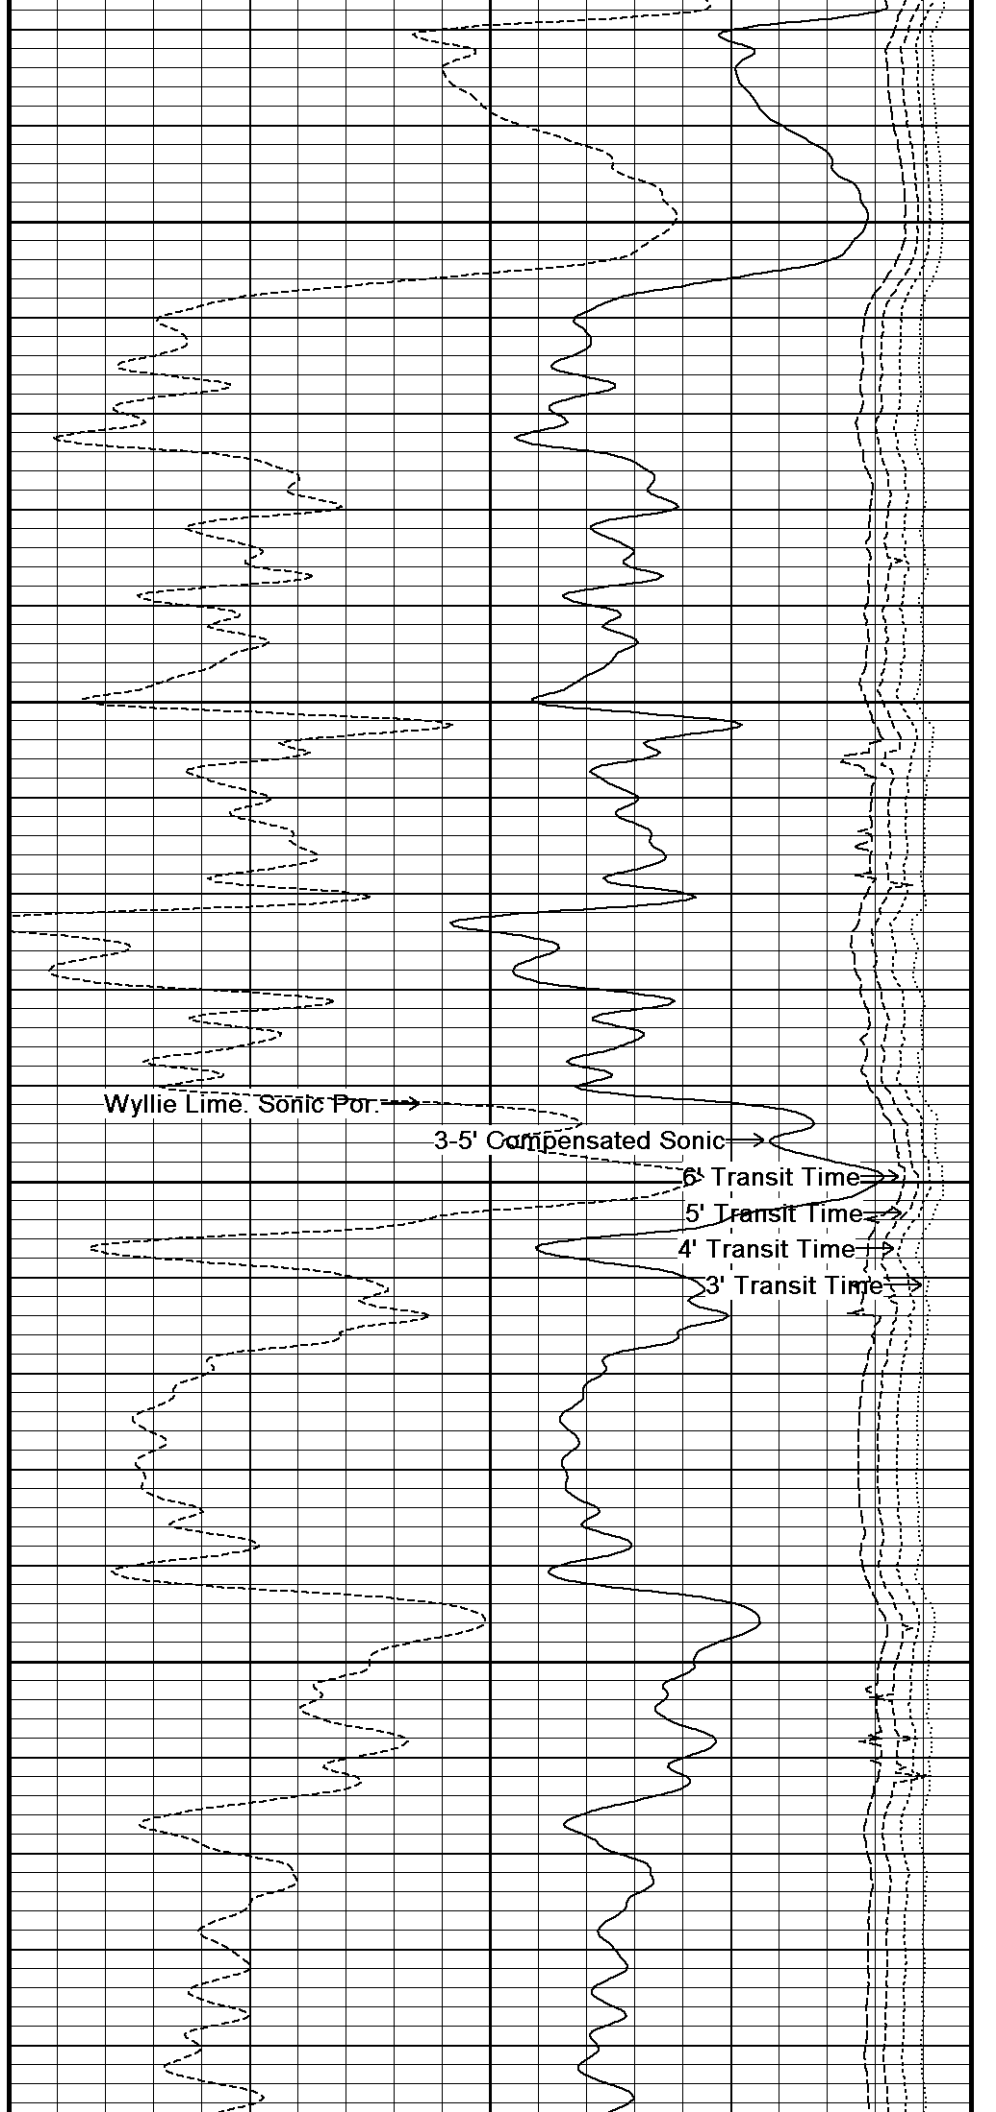 Wyllie Lime. Sonic Por.
3-5' Compensated Sonic
6' Transit Time
5' Transit Time
4' Transit Time
3' Transit Time